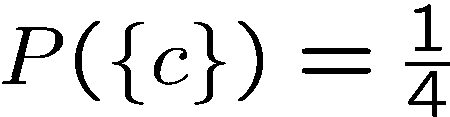 P({c}) = 1/4